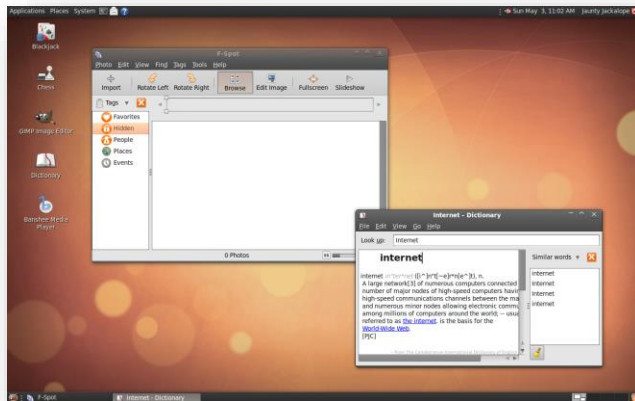 Applications Places System
Sun May 3, 11:02 AM jaunty jackalope
Blackjack
Chess
GIMP Image Editor
Dictionary
Banshee Media
Player
F-Spot
Photo Edit View Find Tags Tools Help
Import Rotate Left Rotate Right Browse Edit Image Fullscreen Slideshow
Tags
Favorites
Hidden
People
Places
Events
0 Photos
Internet - Dictionary
File Edit View Go Help
Look up: Internet
internet
Similar words
internet
internet
internet
internet
internet n. 
A large network[3] of numerous computers connected
number of major nodes of high-speed computers havin
high-speed communications channels between the ma
and numerous minor nodes allowing electronic commu
among millions of computers around the world; -- usua
referred to as the internet. is the basis for the
World-Wide Web.
[PJC]
F-Spot
Internet - Dictionary